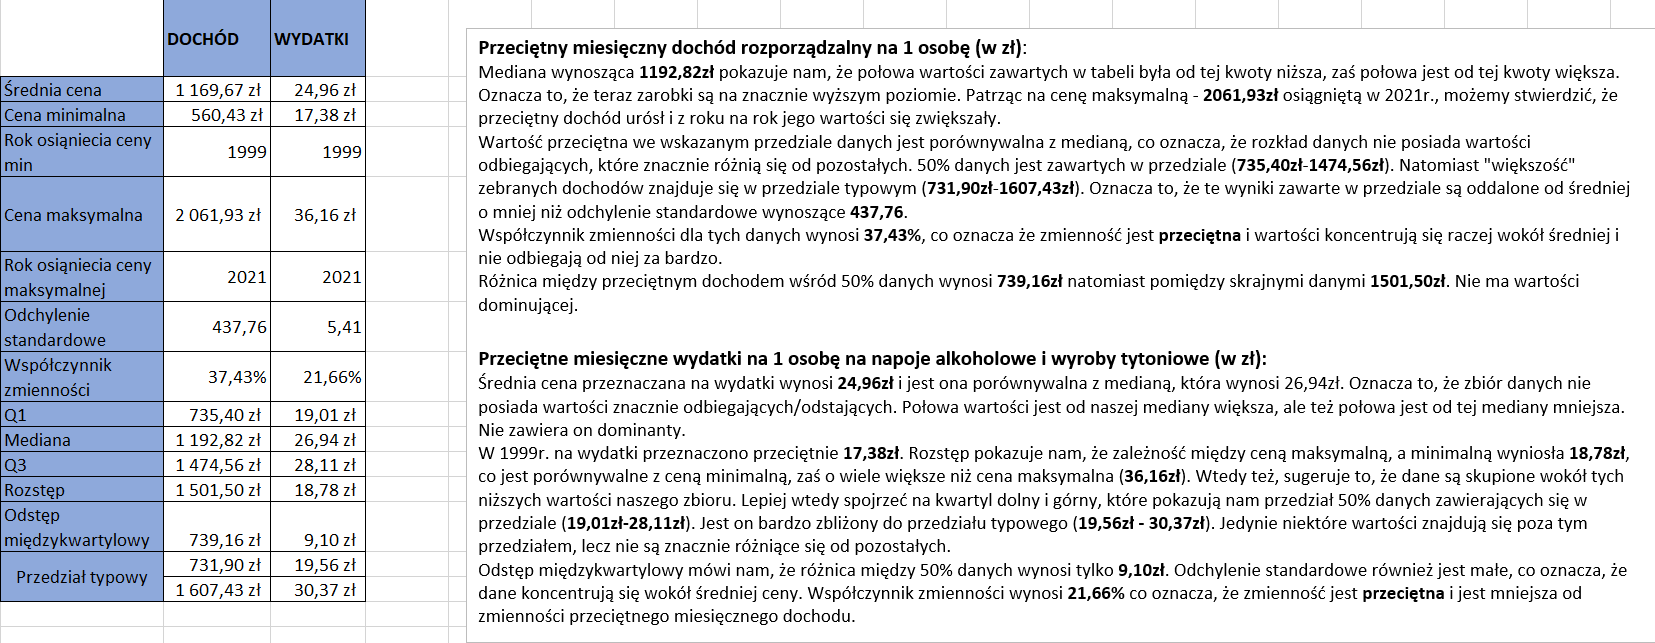 DOCHÓD WYDATKI
Średnia cena 1 169,67 zł 24,96 zł
Cena minimalna 560,43 zł 17,38 zł
Rok osiąniecia ceny
min 1999 1999
Cena maksymalna 2 061,93 zł 36,16 zł
Rok osiąniecia ceny
maksymalnej 2021 2021
Odchylenie
standardowe 437,76 5,41
Współczynnik
zmienności 37,43% 21,66%
Q1 735,40 zł 19,01 zł
Mediana 1 192,82 zł 26,94 zł
Q3 1 474,56 zł 28,11 zł
Rozstęp 1 501,50 zł 18,78 zł
Odstęp
międzykwartylowy 739,16 zł 9,10 zł
Przedział typowy 731,90 zł 19,56 zł
1 607,43 zł 30,37 zł
Przeciętny miesięczny dochód rozporządzalny na 1 osobę (w zł):
Mediana wynosząca 1192,82zł pokazuje nam, że połowa wartości zawartych w tabeli była od tej kwoty niższa, zaś połowa jest od tej kwoty większa.
Oznacza to, że teraz zarobki są na znacznie wyższym poziomie. Patrząc na cenę maksymalną - 2061,93zł osiągniętą w 2021r., możemy stwierdzić, że
przeciętny dochód urósł i z roku na rok jego wartości się zwiększały.
Wartość przeciętna we wskazanym przedziale danych jest porównywalna z medianą, co oznacza, że rozkład danych nie posiada wartości
odbiegających, które znacznie różnią się od pozostałych. 50% danych jest zawartych w przedziale (735,40zł-1474,56zł). Natomiast "większość"
zebranych dochodów znajduje się w przedziale typowym (731,90zł-1607,43zł). Oznacza to, że te wyniki zawarte w przedziale są oddalone od średniej
o mniej niż odchylenie standardowe wynoszące 437,76.
Współczynnik zmienności dla tych danych wynosi 37,43%, co oznacza że zmienność jest przeciętna i wartości koncentrują się raczej wokół średniej i
nie odbiegają od niej za bardzo.
Różnica między przeciętnym dochodem wśród 50% danych wynosi 739,16zł natomiast pomiędzy skrajnymi danymi 1501,50zł. Nie ma wartości
dominującej.
Przeciętne miesięczne wydatki na 1 osobę na napoje alkoholowe i wyroby tytoniowe (w zł):
Średnia cena przeznaczana na wydatki wynosi 24,96zł i jest ona porównywalna z medianą, która wynosi 26,94zł. Oznacza to, że zbiór danych nie
posiada wartości znacznie odbiegających/odstających. Połowa wartości jest od naszej mediany większa, ale też połowa jest od tej mediany mniejsza.
Nie zawiera on dominanty.
W 1999r. na wydatki przeznaczono przeciętnie 17,38zł. Rozstęp pokazuje nam, że zależność między ceną maksymalną, a minimalną wyniosła 18,78zł,
co jest porównywalne z ceną minimalną, zaś o wiele większe niż cena maksymalna (36,16zł). Wtedy też, sugeruje to, że dane są skupione wokół tych
niższych wartości naszego zbioru. Lepiej wtedy spojrzeć na kwartyl dolny i górny, które pokazują nam przedział 50% danych zawierających się w
przedziale (19,01zł-28,11zł). Jest on bardzo zbliżony do przedziału typowego (19,56zł - 30,37zł). Jedynie niektóre wartości znajdują się poza tym
przedziałem, lecz nie są znacznie różniące się od pozostałych.
Odstęp międzykwartylowy mówi nam, że różnica między 50% danych wynosi tylko 9,10zł. Odchylenie standardowe również jest małe, co oznacza, że
dane koncentrują się wokół średniej ceny. Współczynnik zmienności wynosi 21,66% co oznacza, że zmienność jest przeciętna i jest mniejsza od
zmienności przeciętnego miesięcznego dochodu.